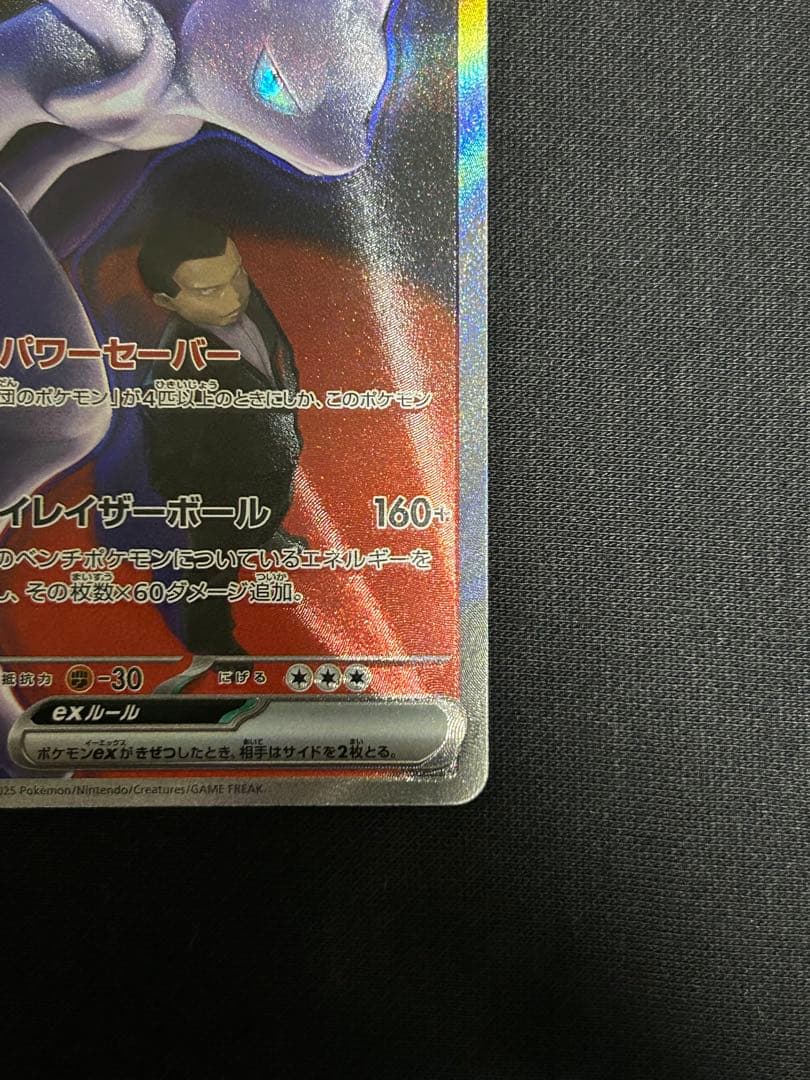 パワーセーバー
団のポケモン」が4匹以上のときにしか、このポケモン
イレイザーボール 160+
のベンチポケモンについているエネルギーを
し、その枚数×60ダメージ追加。
抵抗力 -30 にげる
exルール
ポケモンexがきぜつしたとき、相手はサイドを2枚とる。
025 Pokémon/Nintendo/Creatures/GAME FREAK